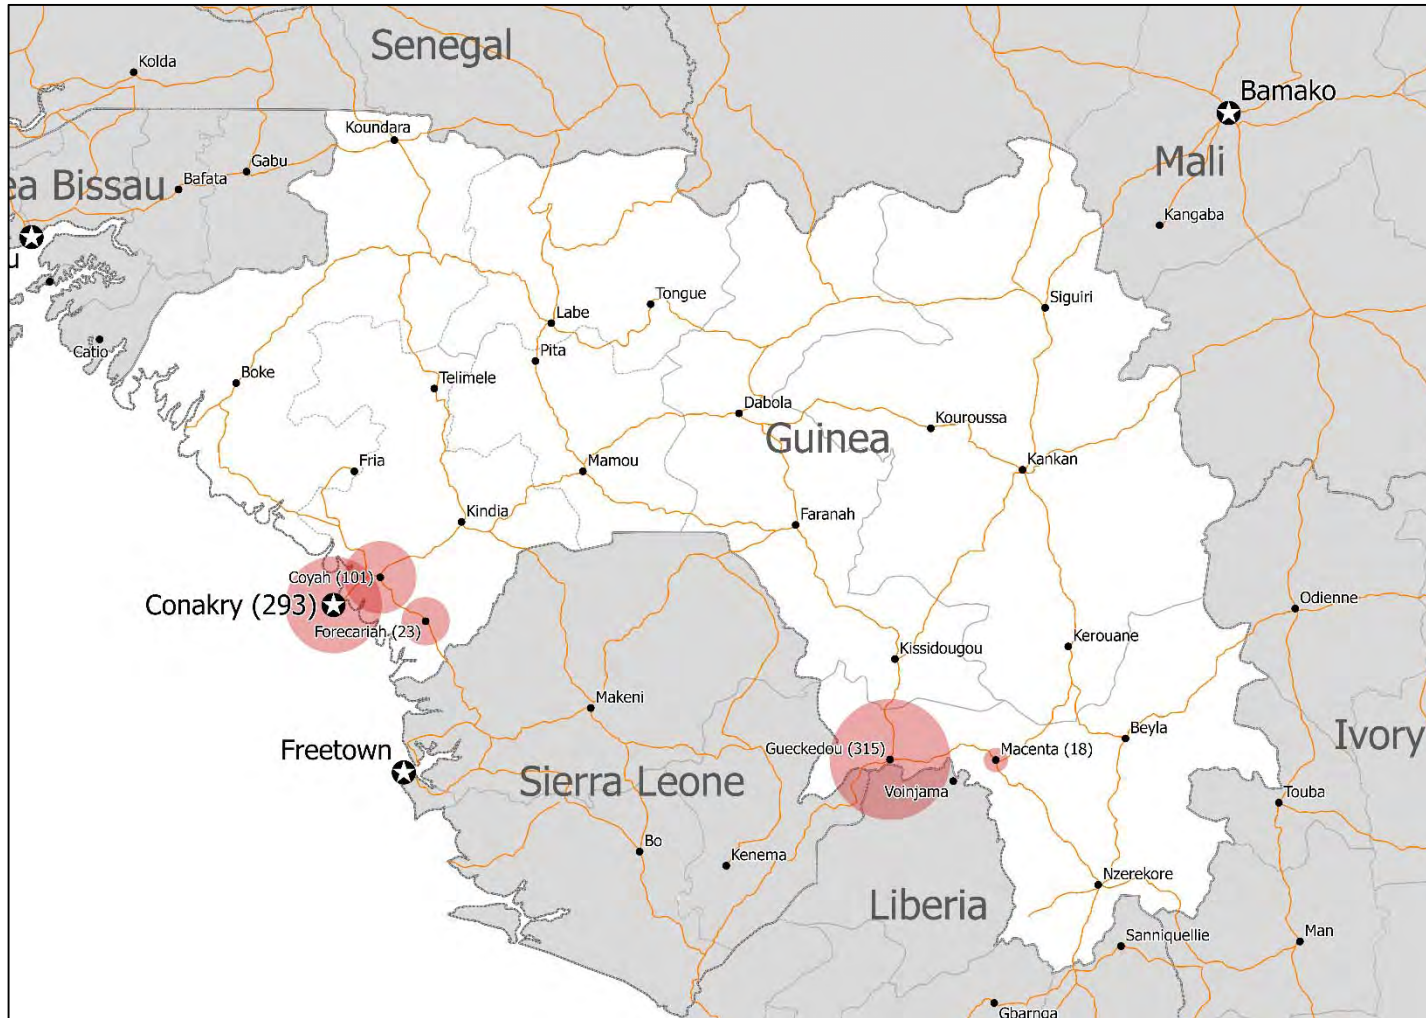 Senegal
Kolda
Bamako
Koundara
Mali
Gabu
ea Bissau
Bafata
Kangaba
u
Tongue
Siguiri
Labe
Catio
Pita
Boke
Telimele
Dabola
Kouroussa
Guinea
Fria
Mamou
Kankan
Kindia
Faranah
Coyah (101)
Conakry (293)
Odienne
Forecariah (23)
Kissidougou
Kerouane
Makeni
Beyla
Ivory
Freetown
Gueckedou (315)
Macenta (18)
Sierra Leone
Voinjama
Touba
Bo
Kenema
Nzerekore
Liberia
Sanniquellie
Man
Gbarnga